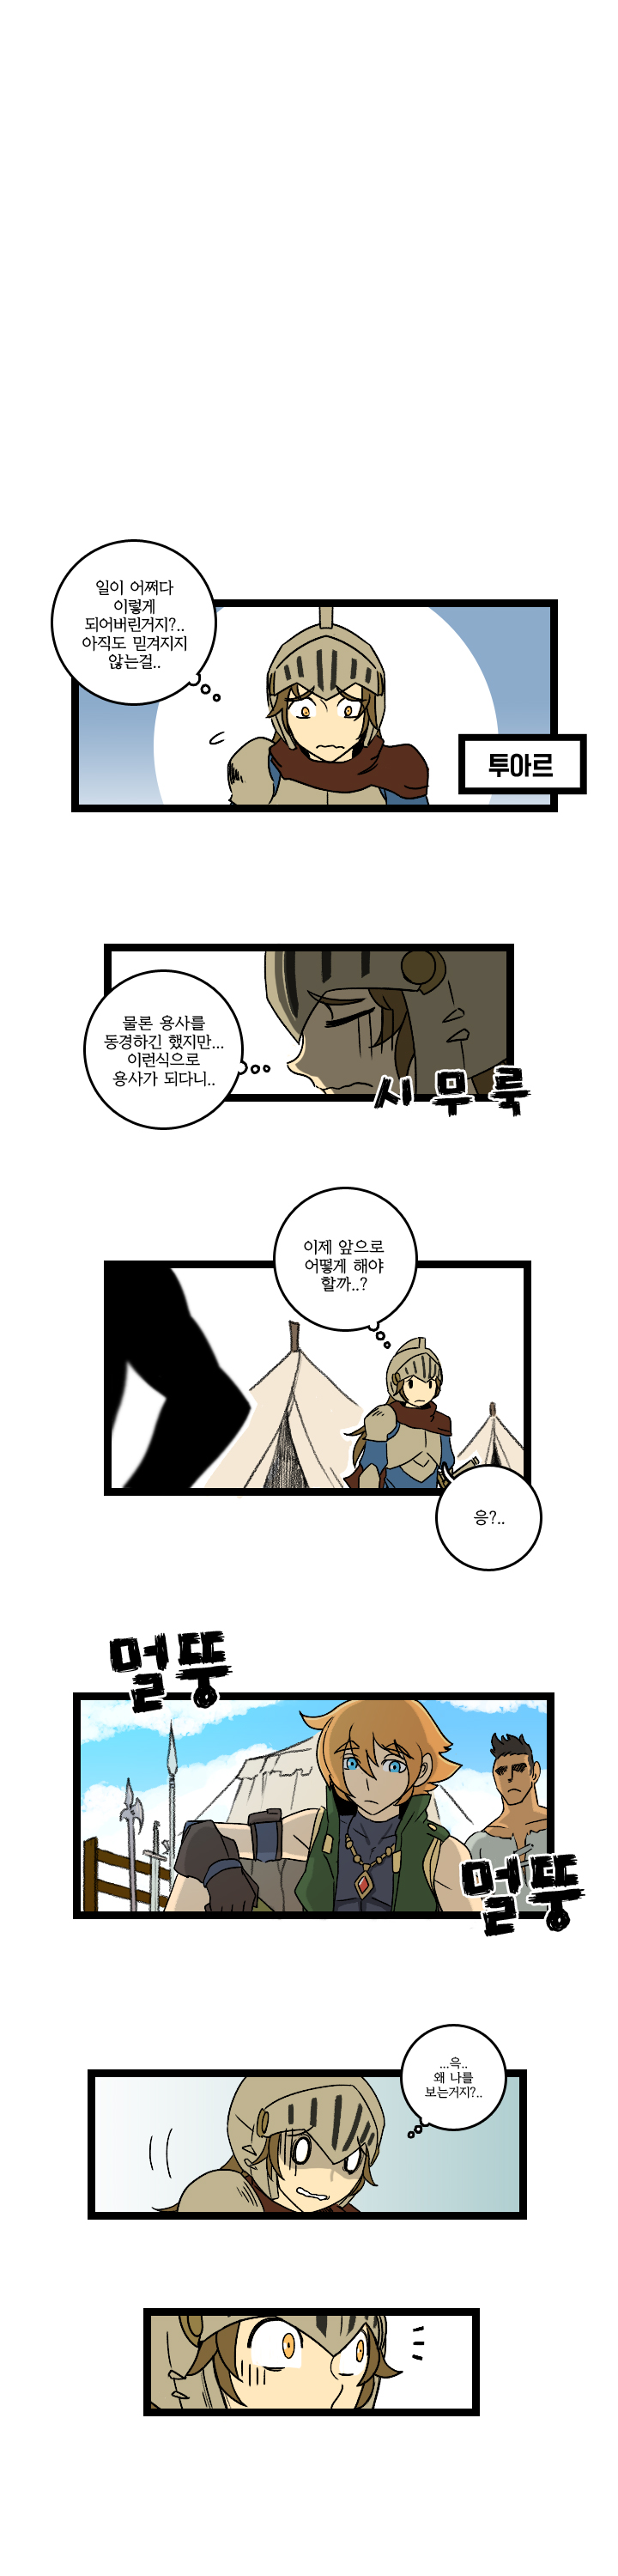 일이 어쩌다
이렇게
되어버린거지?..
아직도 믿겨지지
않는걸..
투아르
물론 용사를
동경하긴 했지만...
이런식으로
용사가 되다니..
시무룩
이제 앞으로
어떻게 해야
할까..?
응?..
멀뚱
멀뚱
...윽..
왜 나를
보는거지?..